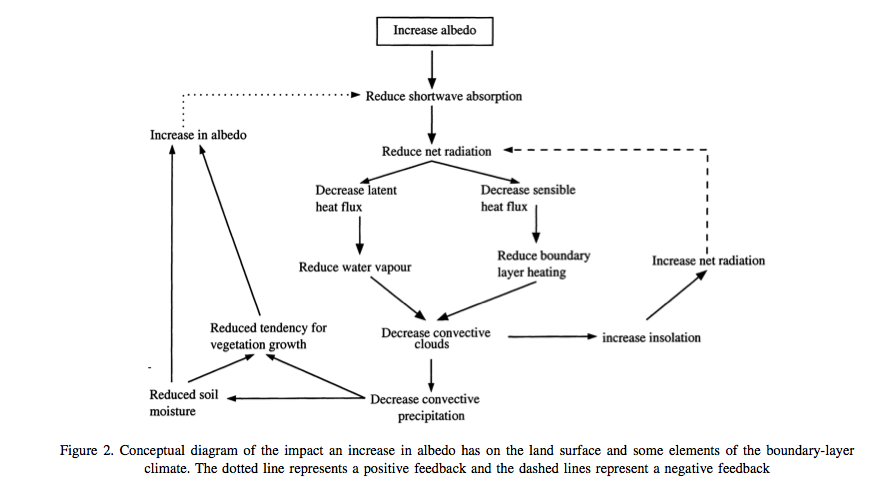 Increase albedo
Reduce shortwave absorption
Increase in albedo
Reduce net radiation
Decrease latent
heat flux
Decrease sensible
heat flux
Reduce water vapour
Reduce boundary
layer heating
Increase net radiation
Reduced tendency for
vegetation growth
Decrease convective
clouds
increase insolation
Reduced soil
moisture
Decrease convective
precipitation
Figure 2. Conceptual diagram of the impact an increase in albedo has on the land surface and some elements of the boundary-layer
climate. The dotted line represents a positive feedback and the dashed lines represent a negative feedback